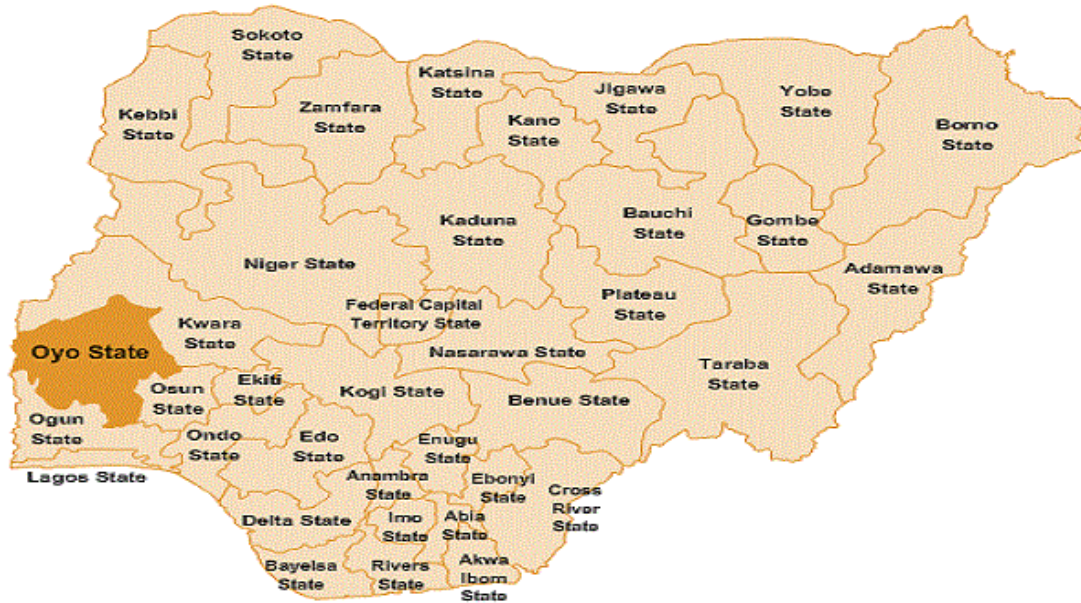 Sokoto
State
Katsina
State
Jigawa
State
Yobe
State
Kebbi
State
Zamfara
State
Kano
State
Borno
State
Kaduna
State
Bauchi
State
Gombe
State
Niger State
Adamawa
State
Federal Capital
Territory State
Plateau
State
Kwara
State
Oyo State
Nasarawa State
Taraba
State
Osun
State
Ekiti
State
Kogi State
Benue State
Ogun
State
Ondo
State
Edo
State
Enugu
State
Lagos State
Anambra
State
Ebonyi
State
Cross
River
State
Delta State
Imo
State
Abia
State
Bayelsa
State
Rivers
State
Akwa
Ibom
State